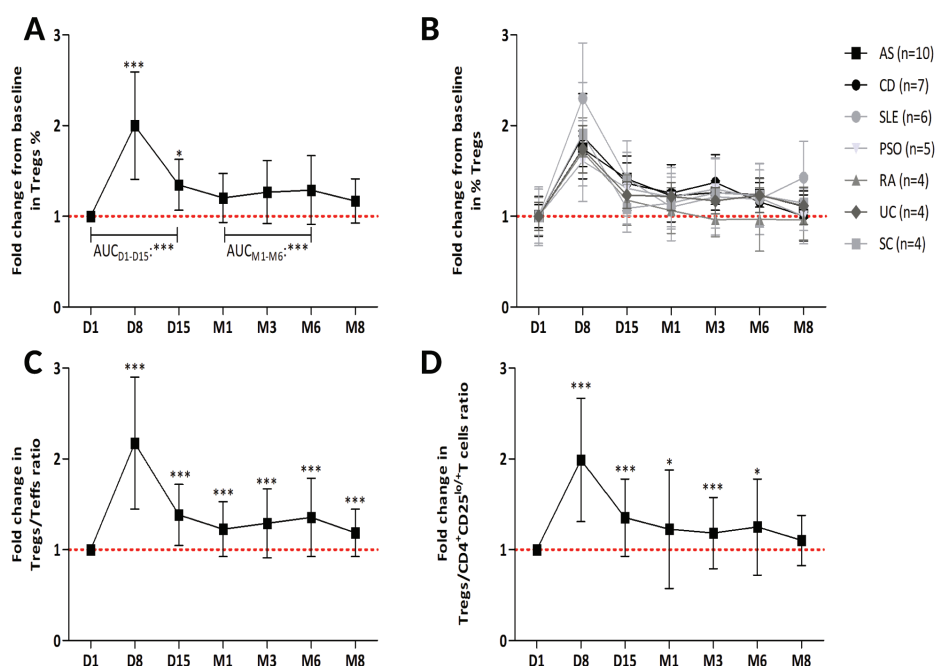 A
Fold change from baseline
in Tregs %
3
2
1
0
***
*
AUCD1-D15:***
AUCM1-M6:***
D1 D8 D15 M1 M3 M6 M8
B
Fold change from baseline
in % Tregs
3
2
1
0
D1 D8 D15 M1 M3 M6 M8
AS (n=10)
CD (n=7)
SLE (n=6)
PSO (n=5)
RA (n=4)
UC (n=4)
SC (n=4)
C
Fold change in
Tregs/Teffs ratio
3
2
1
0
***
***
***
***
***
***
D1 D8 D15 M1 M3 M6 M8
D
Fold change in
Tregs/CD4⁺CD25^lo/+T cells ratio
3
2
1
0
***
***
*
***
*
D1 D8 D15 M1 M3 M6 M8